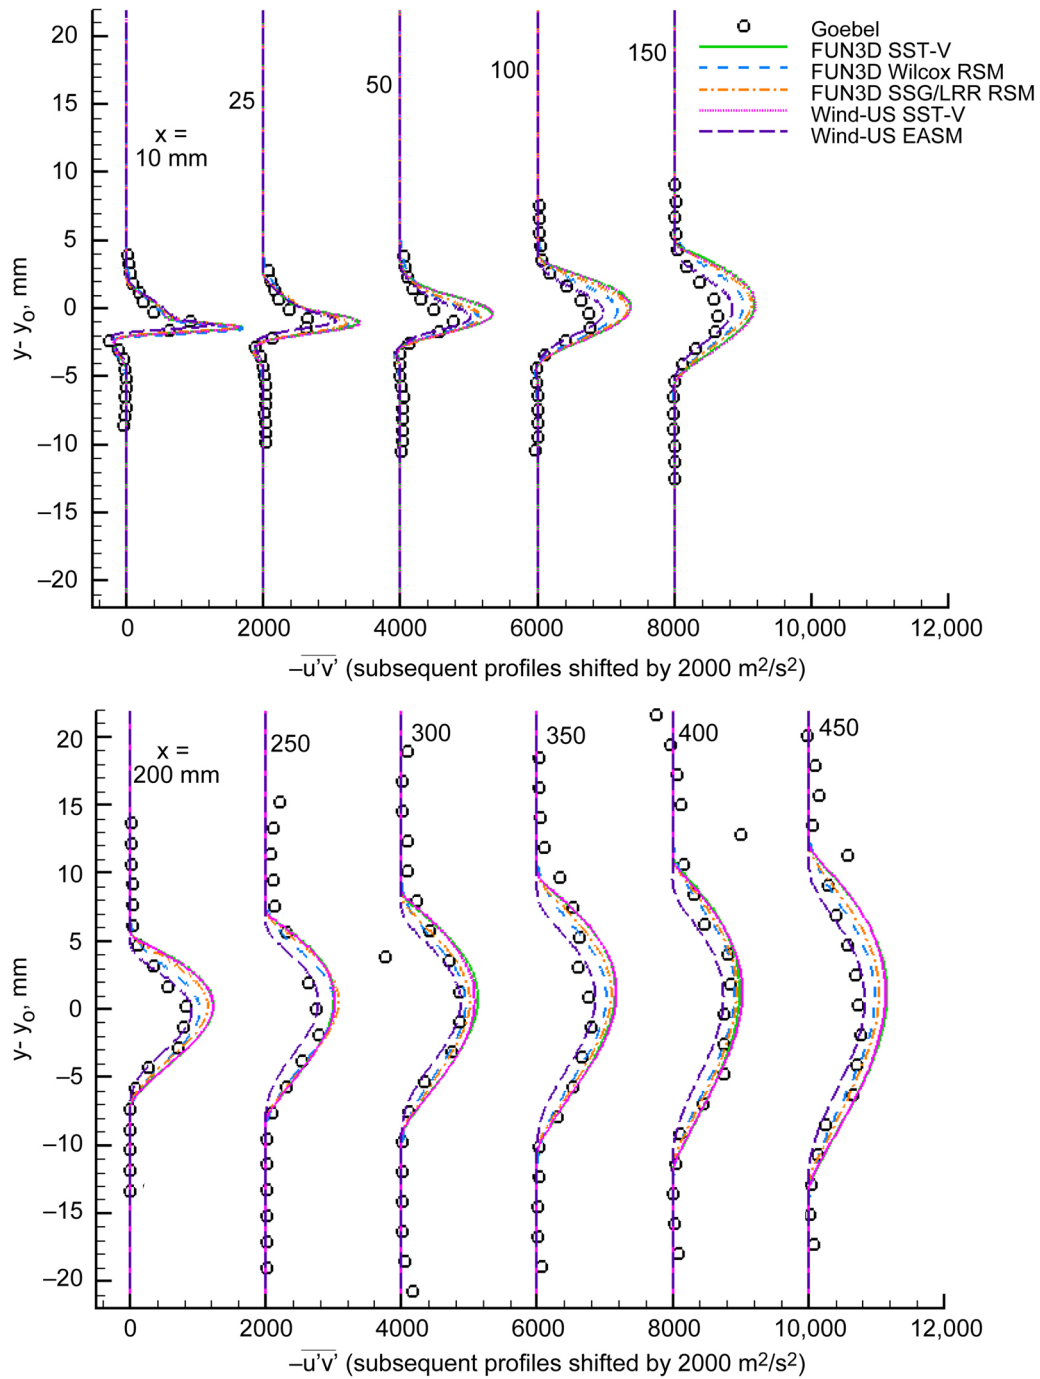 20
15
10
5
0
–5
–10
–15
–20
y- yo, mm
x =
10 mm
25
50
100
150
Goebel
FUN3D SST-V
FUN3D Wilcox RSM
FUN3D SSG/LRR RSM
Wind-US SST-V
Wind-US EASM
0 2000 4000 6000 8000 10,000 12,000
–u'v' (subsequent profiles shifted by 2000 m2/s2)
20
15
10
5
0
–5
–10
–15
–20
y- yo, mm
x =
200 mm
250
300
350
400
450
0 2000 4000 6000 8000 10,000 12,000
–u'v' (subsequent profiles shifted by 2000 m2/s2)